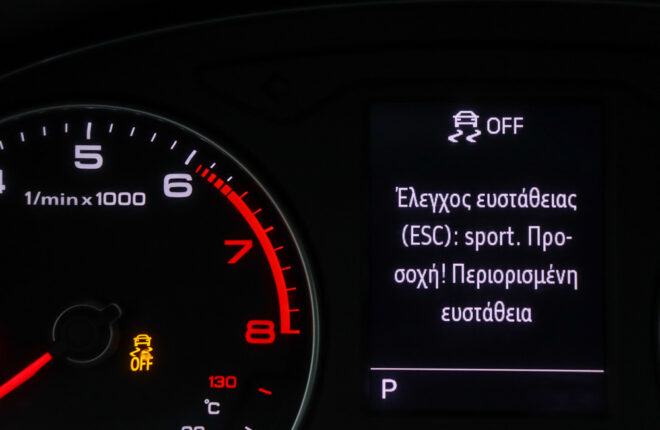 OFF
Έλεγχος ευστάθειας
(ESC): sport. Προ-
σοχή! Περιορισμένη
ευστάθεια
P
5
6
1/min x 1000
7
8
OFF
130
°C